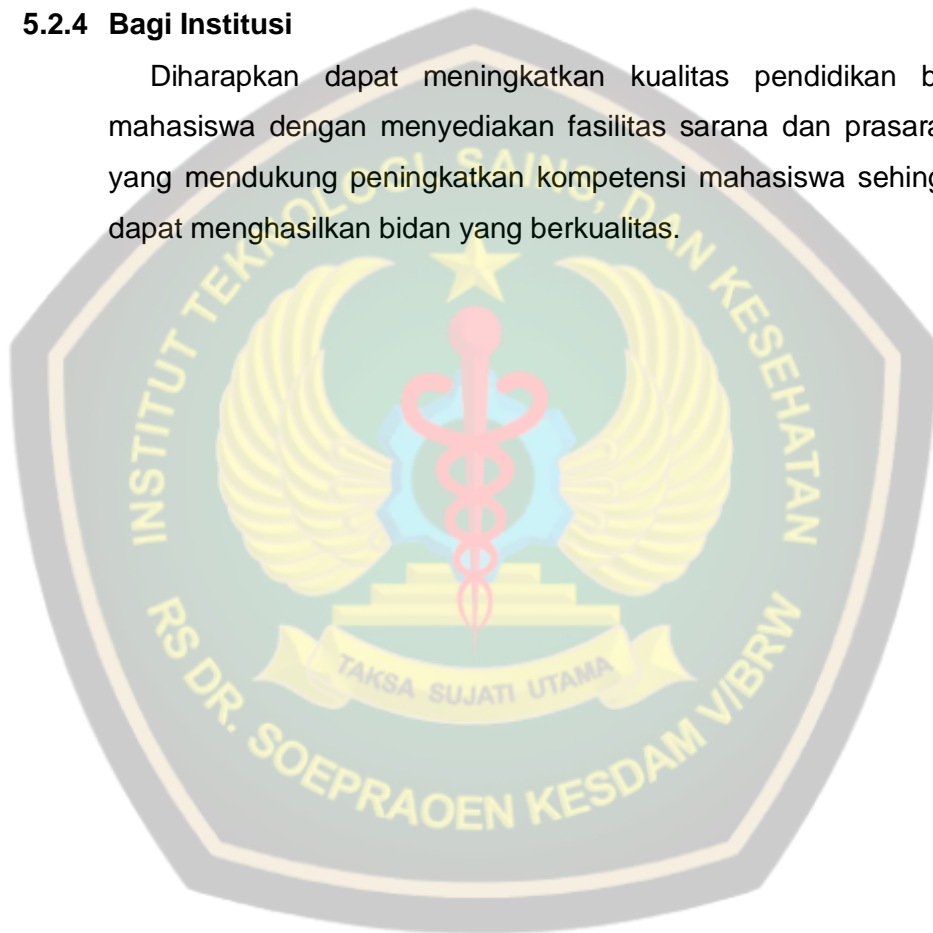 5.2.4 Bagi Institusi
Diharapkan dapat meningkatkan kualitas pendidikan b
mahasiswa dengan menyediakan fasilitas sarana dan prasara
yang mendukung peningkatkan kompetensi mahasiswa sehing
dapat menghasilkan bidan yang berkualitas.
INSTITUT TEKNOLOGI, SAINS, DAN KESEHATAN
TAKSA SUJATI UTAMA
RS DR. SOEPRAOEN KESDAM V/BRW